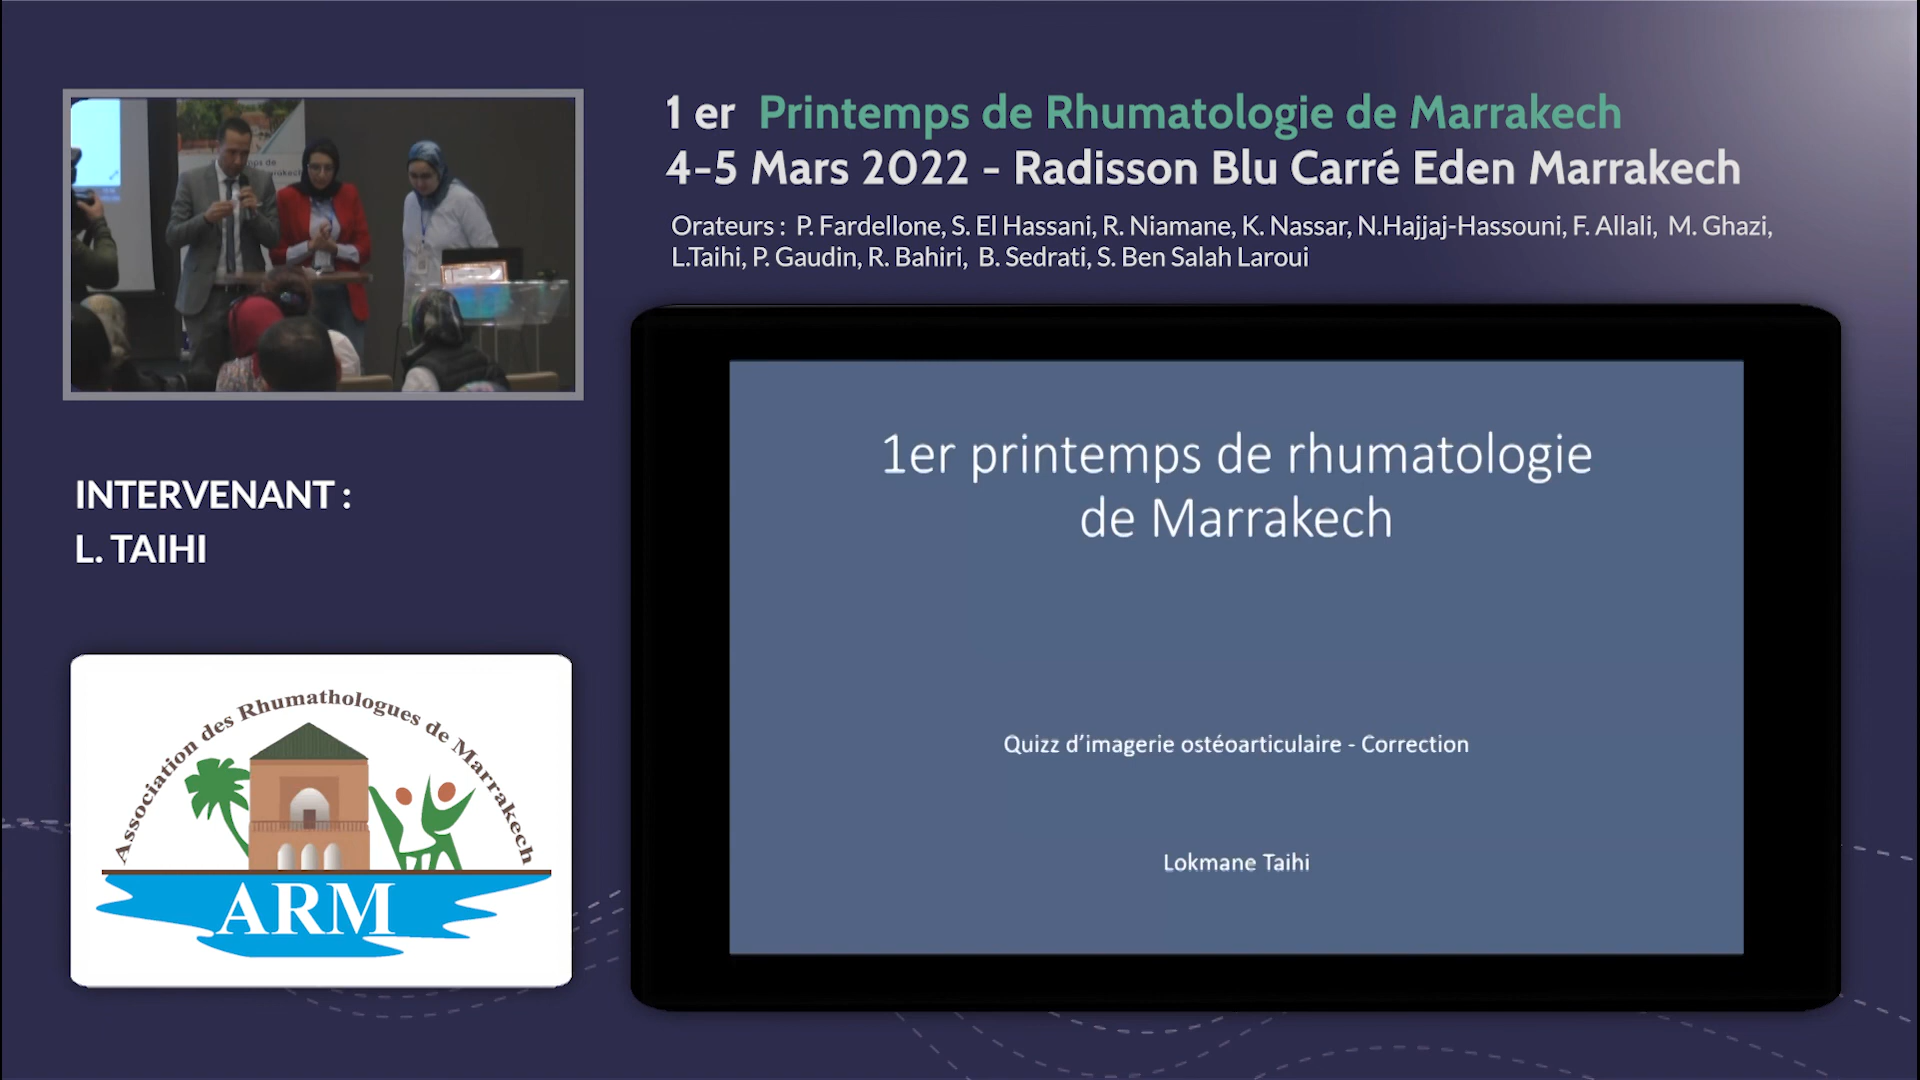 1 er Printemps de Rhumatologie de Marrakech
4-5 Mars 2022 - Radisson Blu Carré Eden Marrakech
Orateurs : P. Fardellone, S. El Hassani, R. Niamane, K. Nassar, N.Hajjaj-Hassouni, F. Allali, M. Ghazi,
L.Taihi, P. Gaudin, R. Bahiri, B. Sedrati, S. Ben Salah Laroui
INTERVENANT :
L. TAIHI
1er printemps de rhumatologie
de Marrakech
Quizz d’imagerie ostéoarticulaire - Correction
Lokmane Taihi
Association des Rhumathologues de Marrakech
ARM